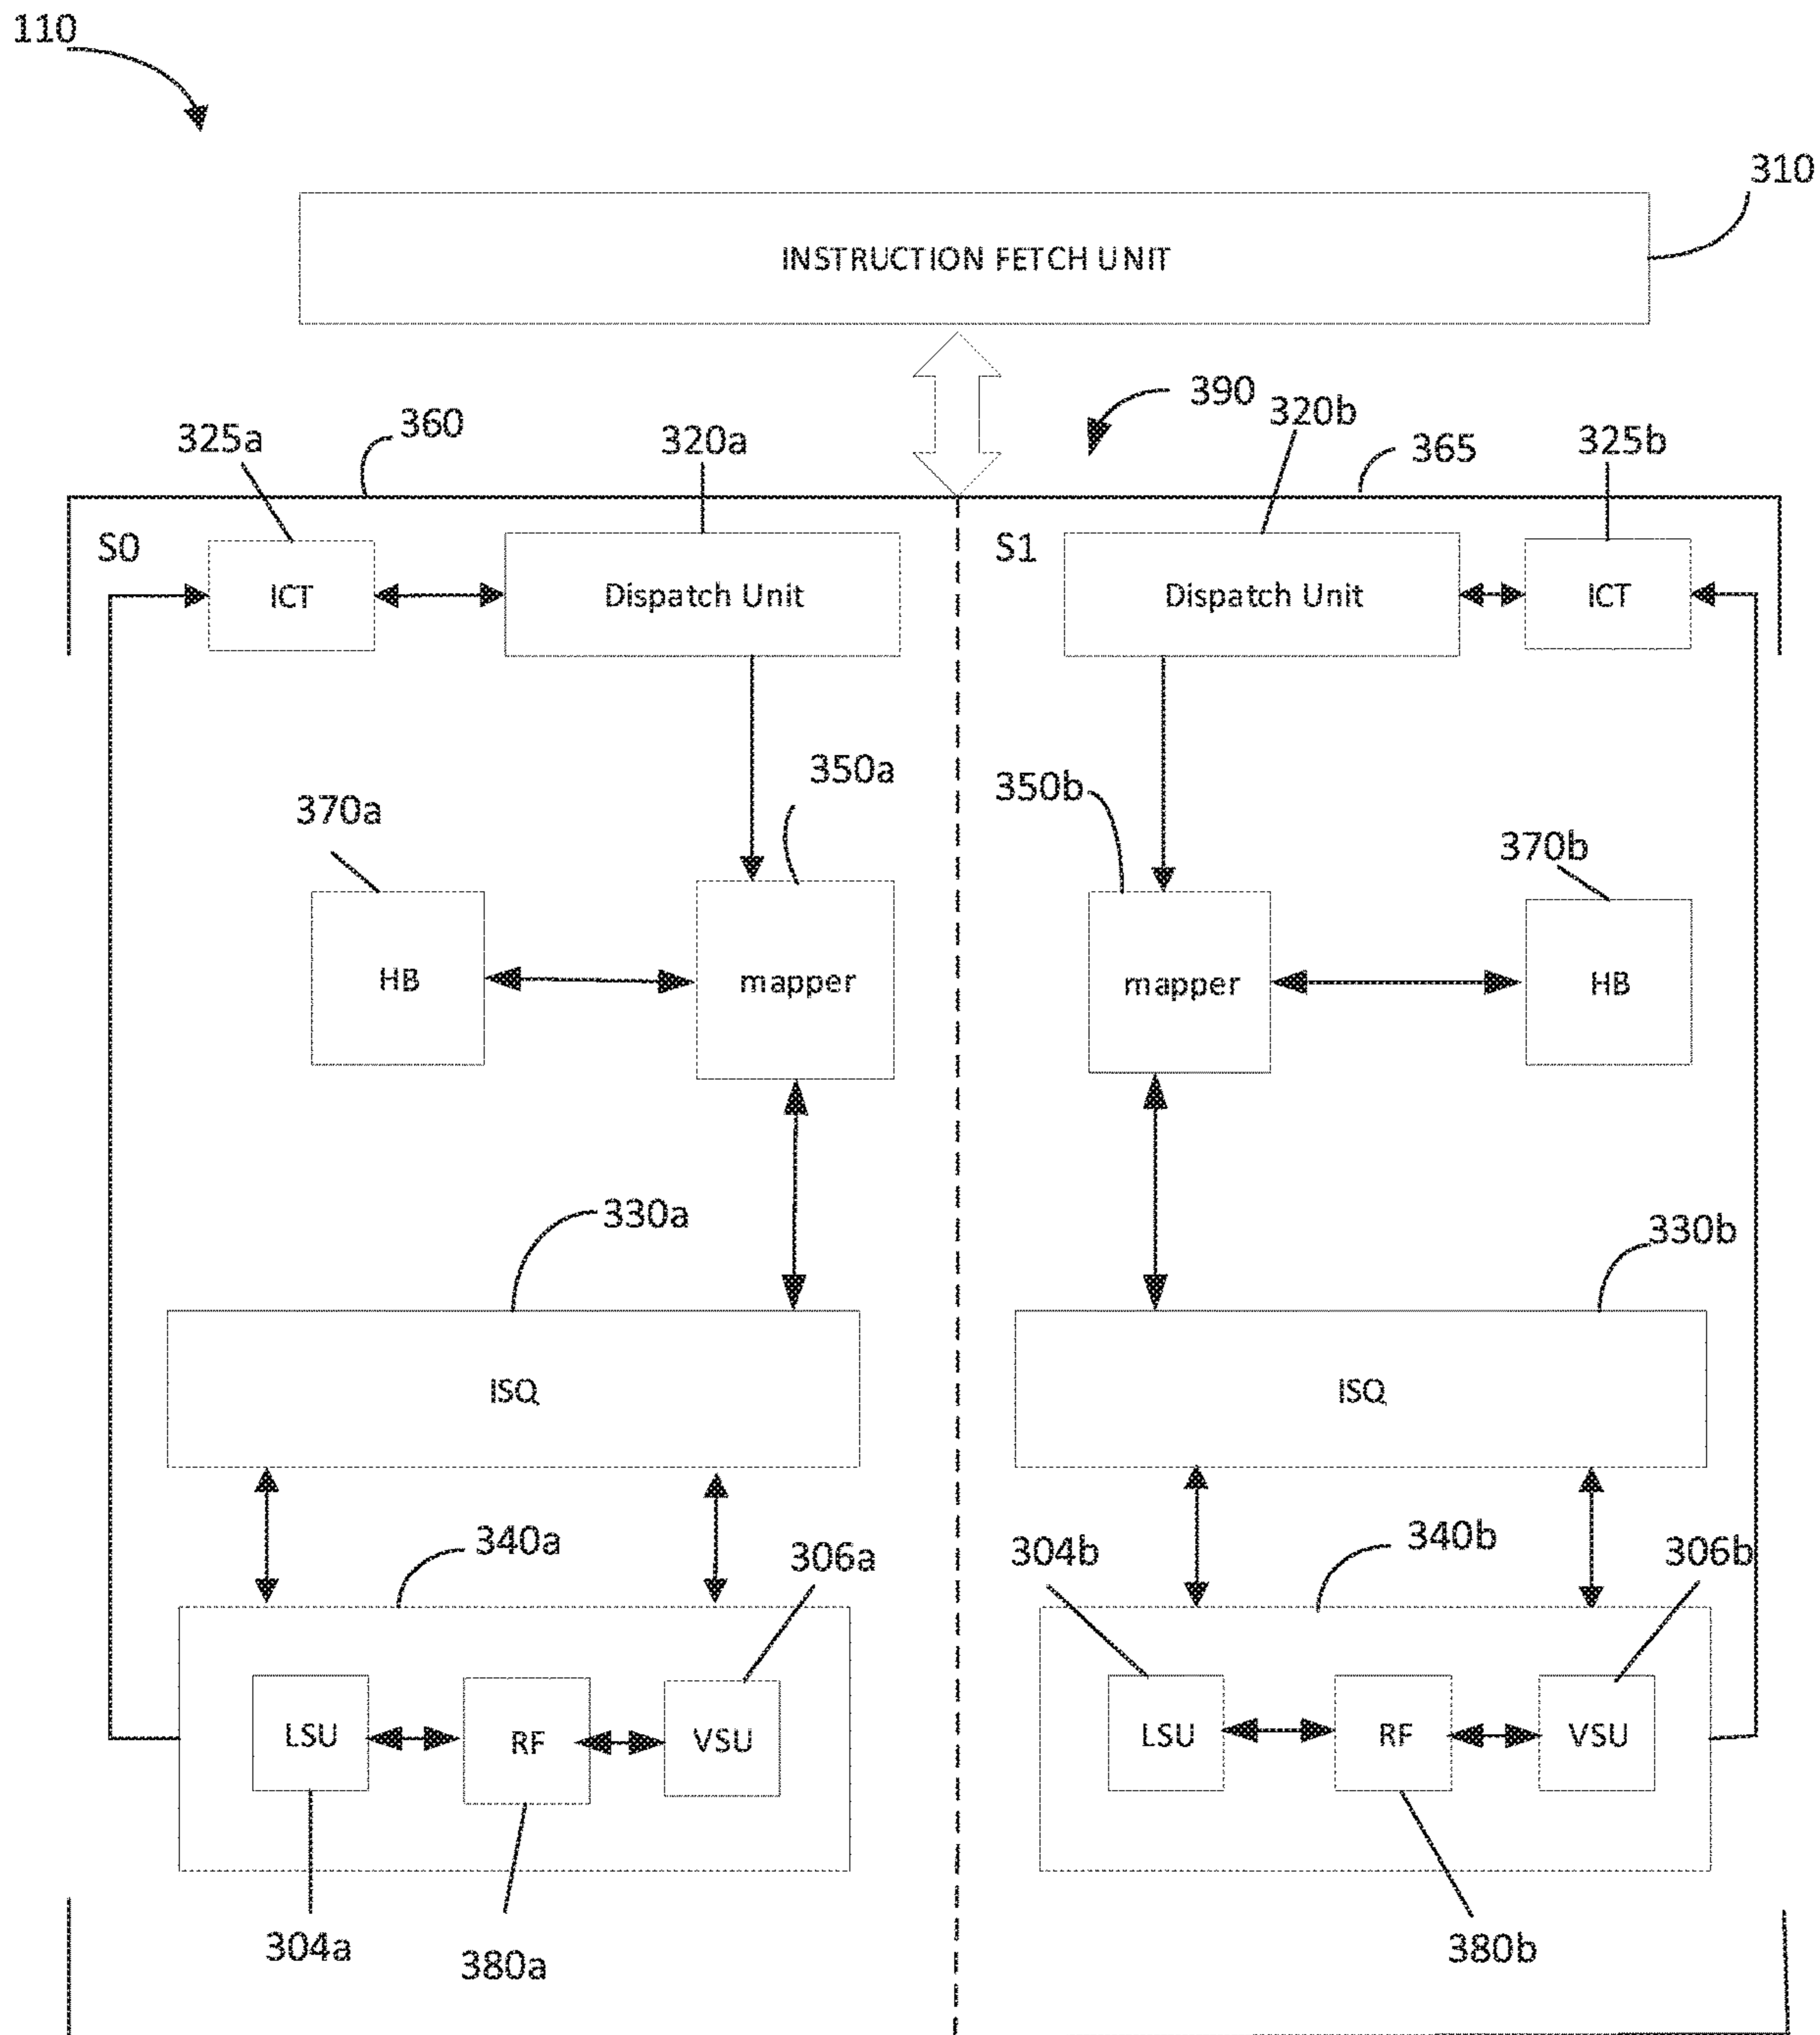 110
310
INSTRUCTION FETCH UNIT
390
325a
360
320a
320b
365
325b
S0
ICT
Dispatch Unit
S1
Dispatch Unit
ICT
370a
350a
350b
370b
HB
mapper
mapper
HB
330a
330b
ISQ
ISQ
340a
306a
304b
340b
306b
LSU
RF
VSU
LSU
RF
VSU
304a
380a
380b